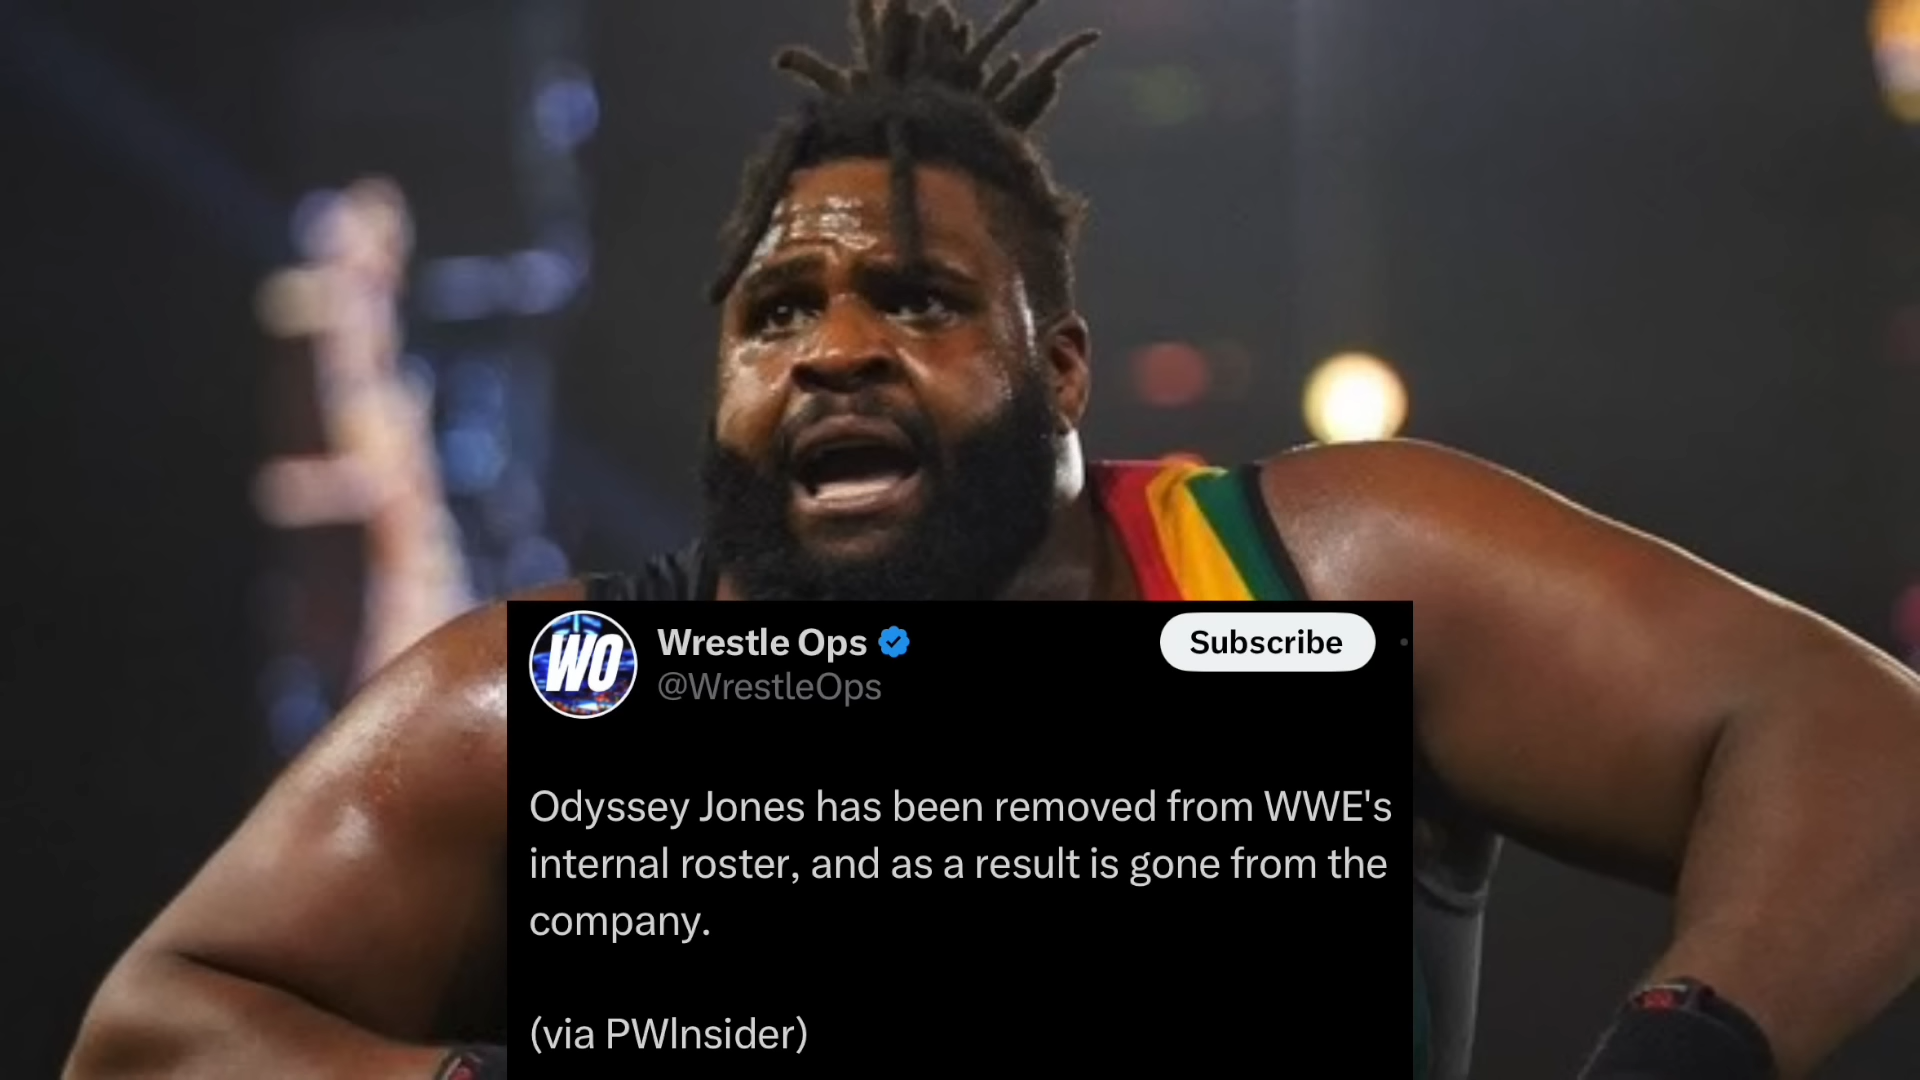 WO
Wrestle Ops
@WrestleOps
Subscribe
Odyssey Jones has been removed from WWE's
internal roster, and as a result is gone from the
company.
(via PWInsider)